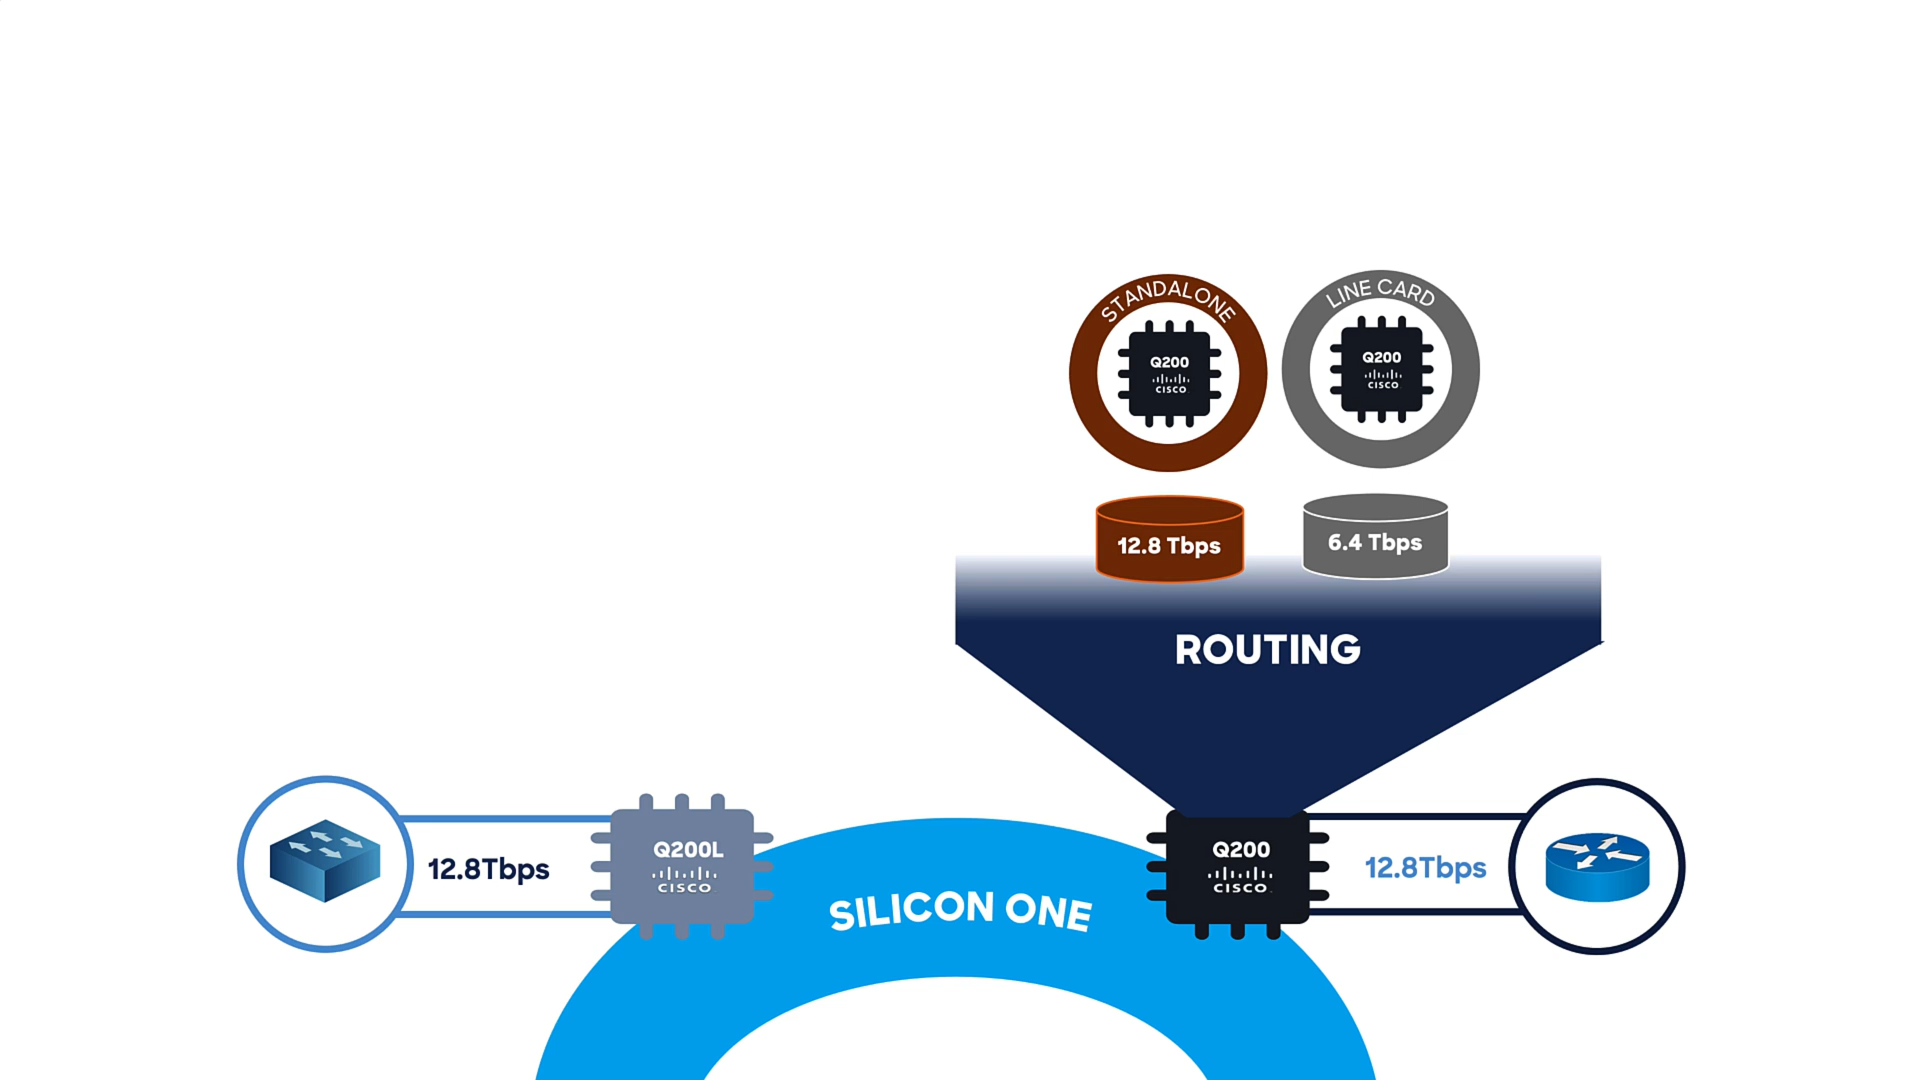 STANDALONE
Q200
CISCO
LINE CARD
Q200
CISCO
12.8 Tbps
6.4 Tbps
ROUTING
12.8Tbps
Q200L
CISCO
SILICON ONE
Q200
CISCO
12.8Tbps